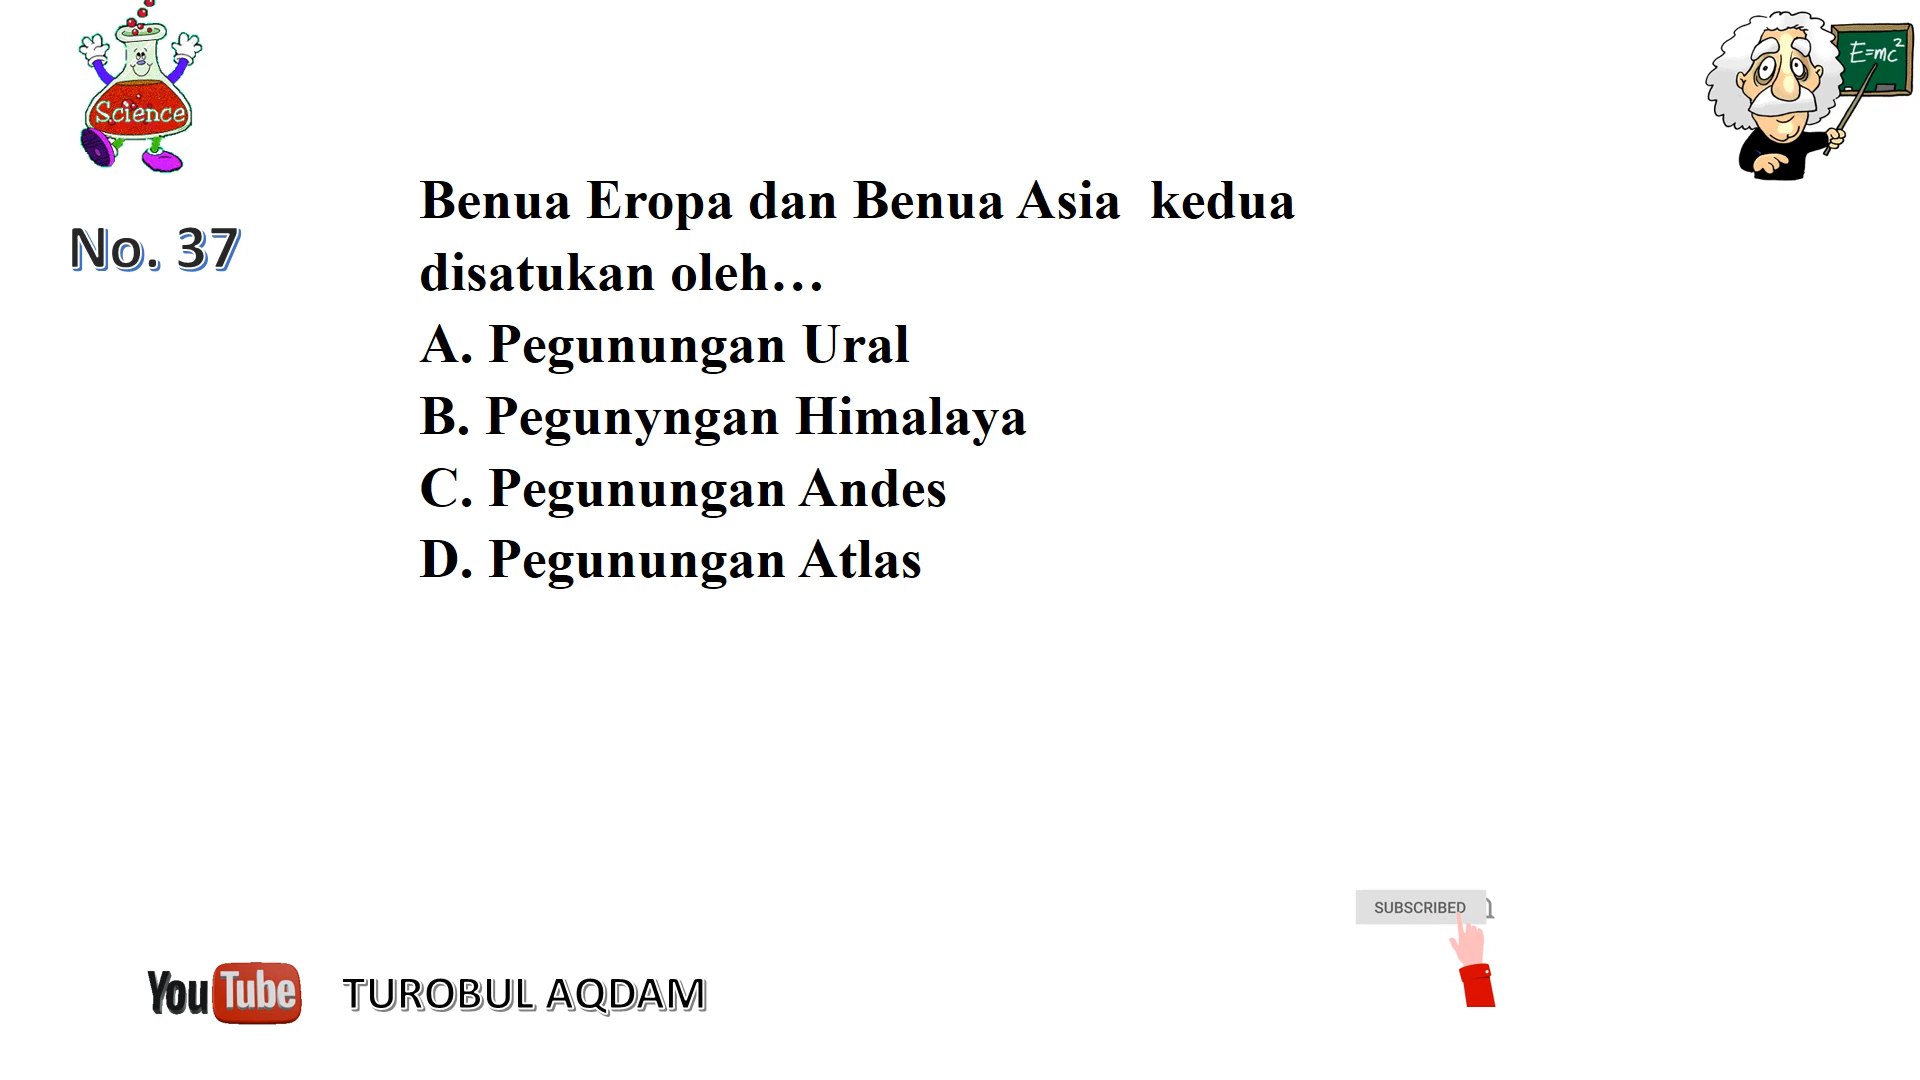 Science
E=mc²
No. 37
Benua Eropa dan Benua Asia  kedua
disatukan oleh…
A. Pegunungan Ural
B. Pegunyngan Himalaya
C. Pegunungan Andes
D. Pegunungan Atlas
SUBSCRIBED
YouTube
TUROBUL AQDAM